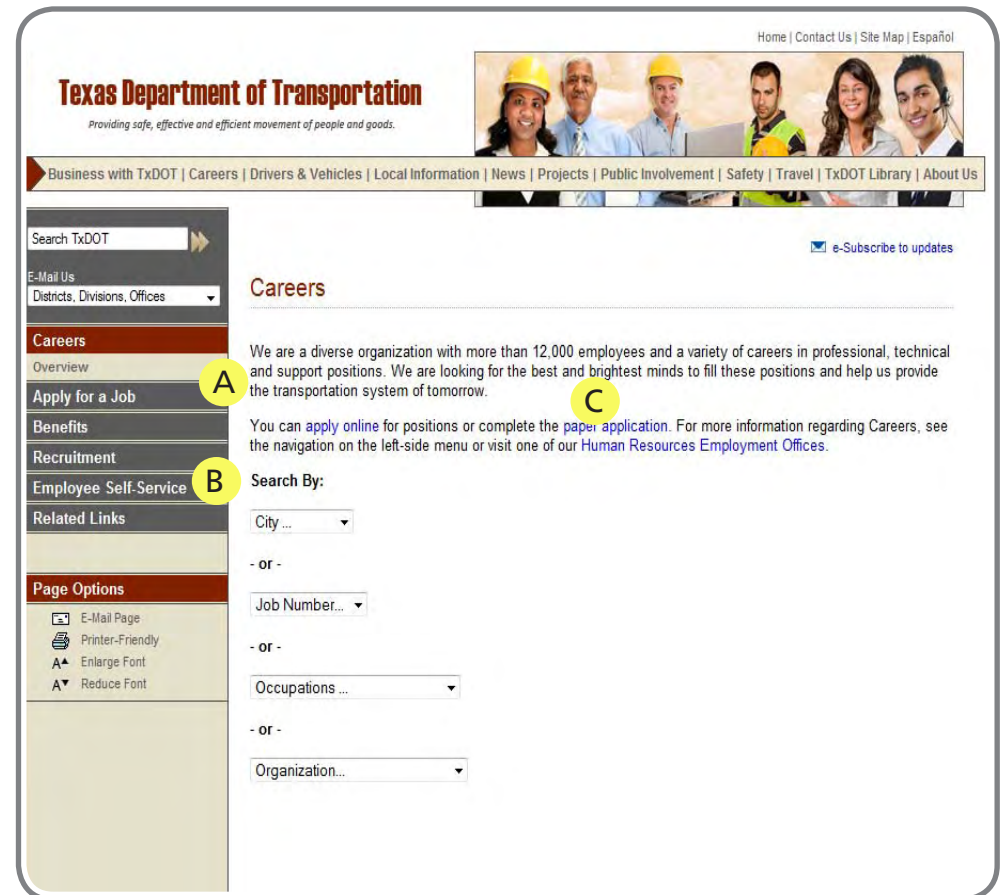 Home | Contact Us | Site Map | Español
Texas Department of Transportation
Providing safe, effective and efficient movement of people and goods.
Business with TxDOT | Careers | Drivers & Vehicles | Local Information | News | Projects | Public Involvement | Safety | Travel | TxDOT Library | About Us
Search TxDOT
E-Mail Us
Districts, Divisions, Offices
Careers
Overview
A
Apply for a Job
Benefits
Recruitment
Employee Self-Service
B
Related Links
Page Options
E-Mail Page
Printer-Friendly
A Enlarge Font
A Reduce Font
e-Subscribe to updates
Careers
We are a diverse organization with more than 12,000 employees and a variety of careers in professional, technical
and support positions. We are looking for the best and brightest minds to fill these positions and help us provide
the transportation system of tomorrow.
C
You can apply online for positions or complete the paper application. For more information regarding Careers, see
the navigation on the left-side menu or visit one of our Human Resources Employment Offices.
Search By:
City ...
- or -
Job Number...
- or -
Occupations ...
- or -
Organization...